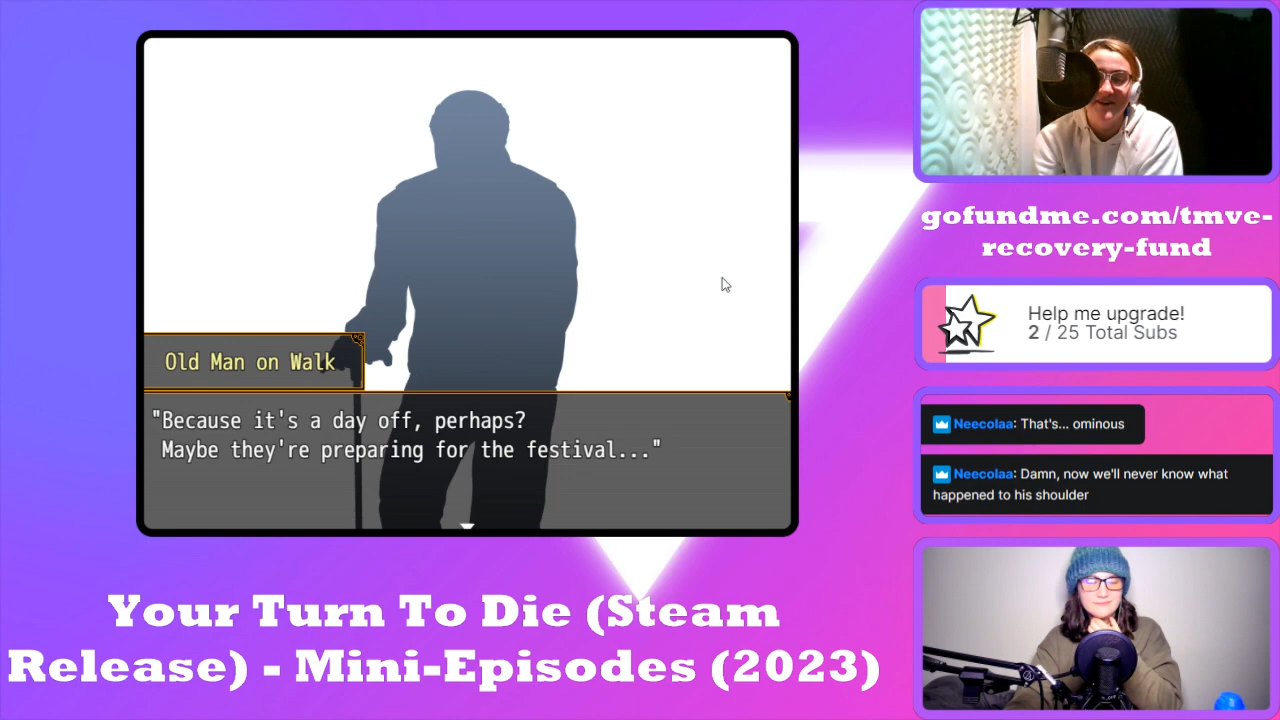 Old Man on Walk
"Because it's a day off, perhaps?
Maybe they're preparing for the festival..."
Your Turn To Die (Steam
Release) - Mini-Episodes (2023)
gofundme.com/tmve-
recovery-fund
Help me upgrade!
2 / 25 Total Subs
Neecolaa: That's... ominous
Neecolaa: Damn, now we'll never know what
happened to his shoulder